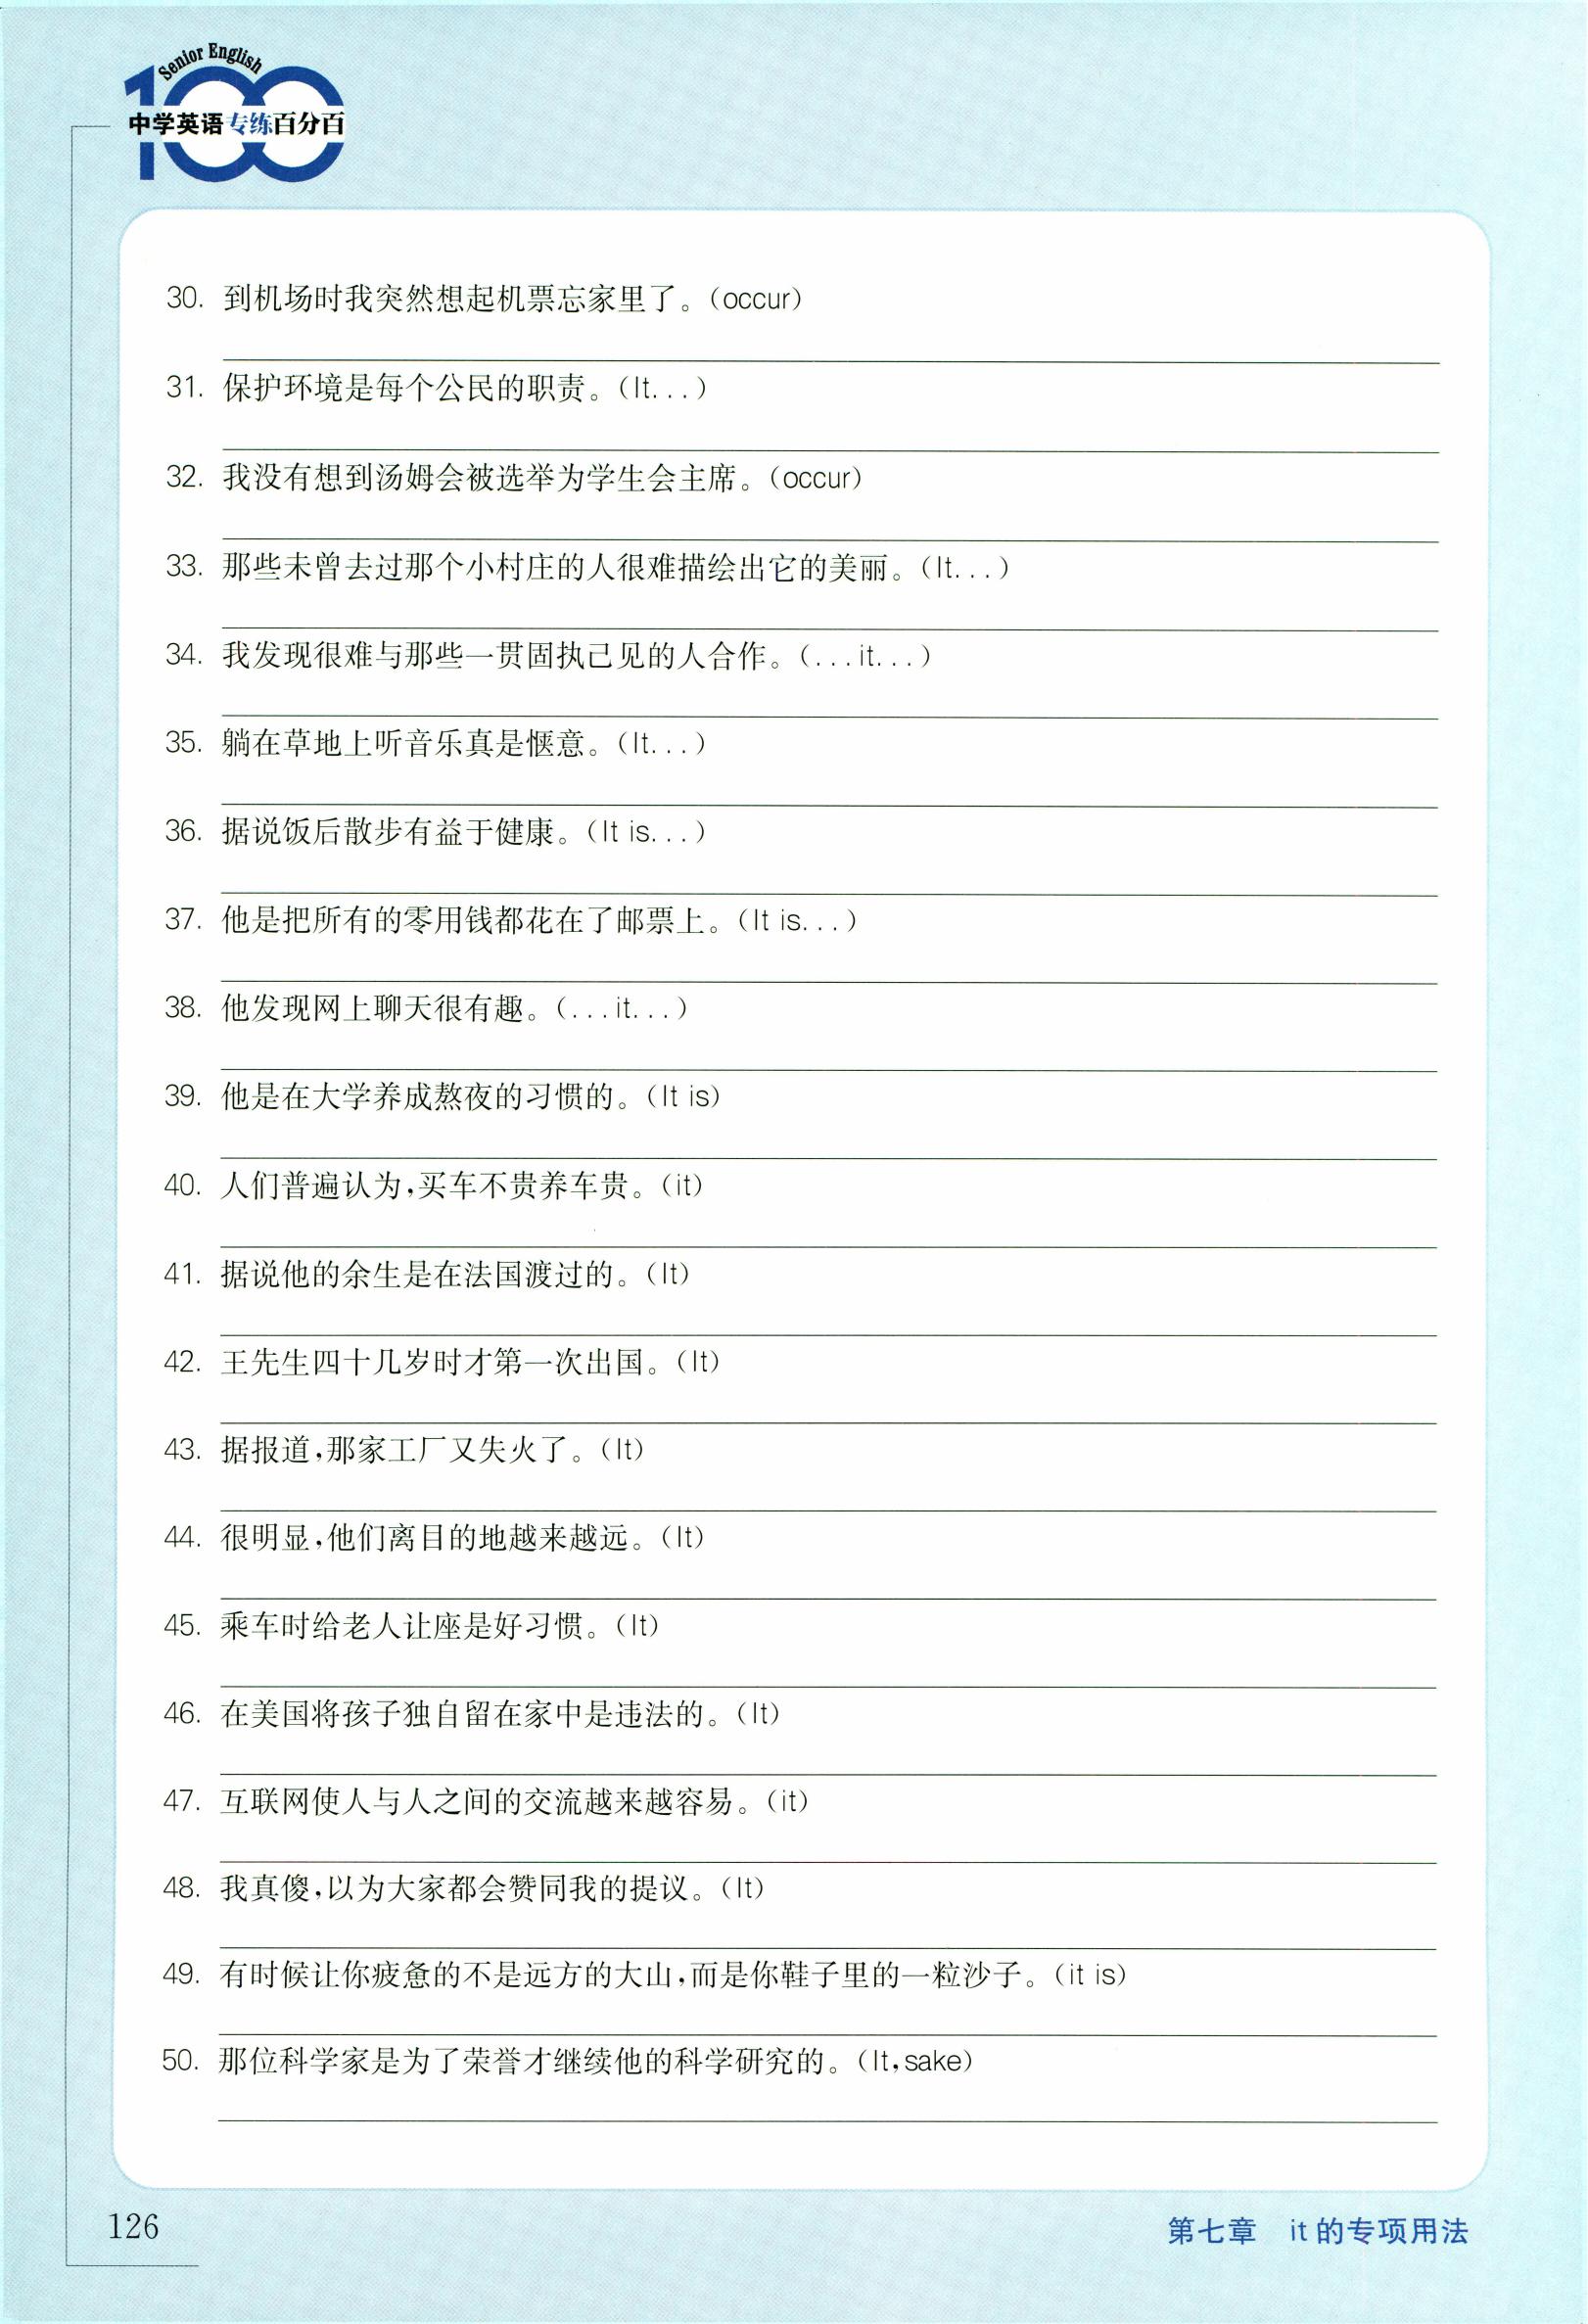 Senior English
100
中学英语专练百分百
30. 到机场时我突然想起机票忘家里了。(occur)
31. 保护环境是每个公民的职责。(It...)
32. 我没有想到汤姆会被选举为学生会主席。(occur)
33. 那些未曾去过那个小村庄的人很难描绘出它的美丽。(It...)
34. 我发现很难与那些一贯固执己见的人合作。(...it...)
35. 躺在草地上听音乐真是惬意。(It...)
36. 据说饭后散步有益于健康。(It is...)
37. 他是把所有的零用钱都花在了邮票上。(It is...)
38. 他发现网上聊天很有趣。(...it...)
39. 他是在大学养成熬夜的习惯的。(It is)
40. 人们普遍认为,买车不贵养车贵。(it)
41. 据说他的余生是在法国渡过的。(It)
42. 王先生四十几岁时才第一次出国。(It)
43. 据报道,那家工厂又失火了。(It)
44. 很明显,他们离目的地越来越远。(It)
45. 乘车时给老人让座是好习惯。(It)
46. 在美国将孩子独自留在家中是违法的。(It)
47. 互联网使人与人之间的交流越来越容易。(it)
48. 我真傻,以为大家都会赞同我的提议。(It)
49. 有时候让你疲惫的不是远方的大山,而是你鞋子里的一粒沙子。(it is)
50. 那位科学家是为了荣誉才继续他的科学研究的。(It,sake)
126
第七章 it的专项用法